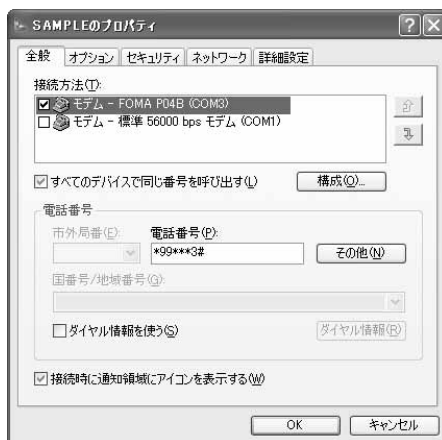 SAMPLEのプロパティ
全般 オプション セキュリティ ネットワーク 詳細設定
接続方法(T):
モデム - FOMA P04B (COM3)
モデム - 標準 56000 bps モデム (COM1)
すべてのデバイスで同じ番号を呼び出す(L) 構成(O)...
電話番号
市外局番(E): 電話番号(P):
*99***3# その他(N)
国番号/地域番号(G):
ダイヤル情報を使う(S) ダイヤル情報(R)
接続時に通知領域にアイコンを表示する(W)
OK キャンセル